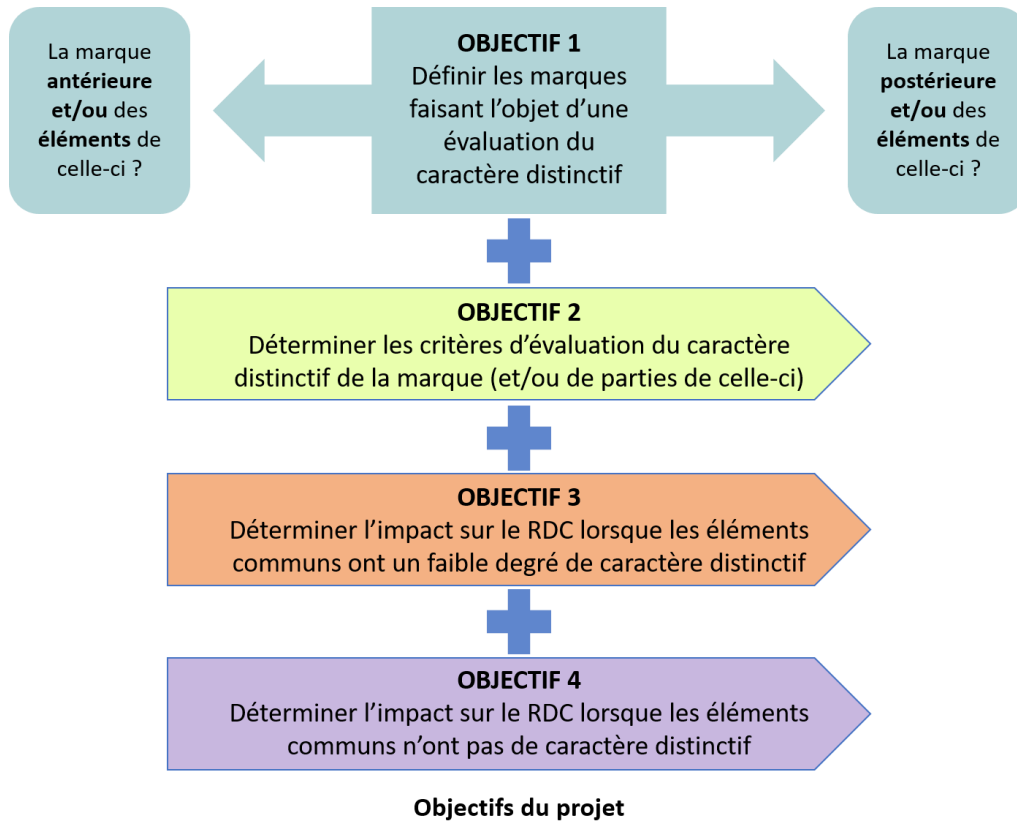 La marque
antérieure
et/ou des
éléments de
celle-ci ?
OBJECTIF 1
Définir les marques
faisant l’objet d’une
évaluation du
caractère distinctif
La marque
postérieure
et/ou des
éléments de
celle-ci ?
OBJECTIF 2
Déterminer les critères d’évaluation du caractère
distinctif de la marque (et/ou de parties de celle-ci)
OBJECTIF 3
Déterminer l’impact sur le RDC lorsque les éléments
communs ont un faible degré de caractère distinctif
OBJECTIF 4
Déterminer l’impact sur le RDC lorsque les éléments
communs n’ont pas de caractère distinctif
Objectifs du projet